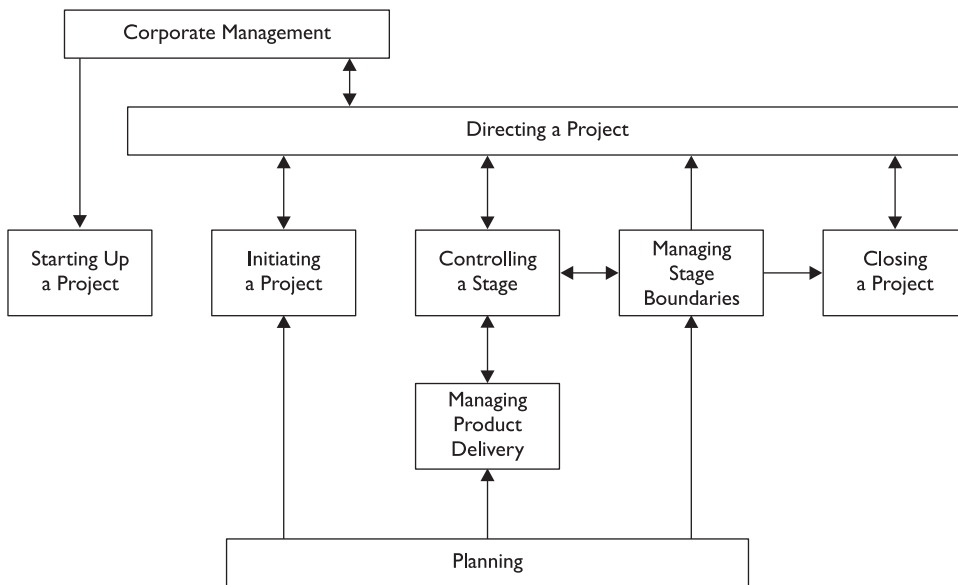 Corporate Management
Directing a Project
Starting Up
a Project
Initiating
a Project
Controlling
a Stage
Managing
Stage
Boundaries
Closing
a Project
Managing
Product
Delivery
Planning